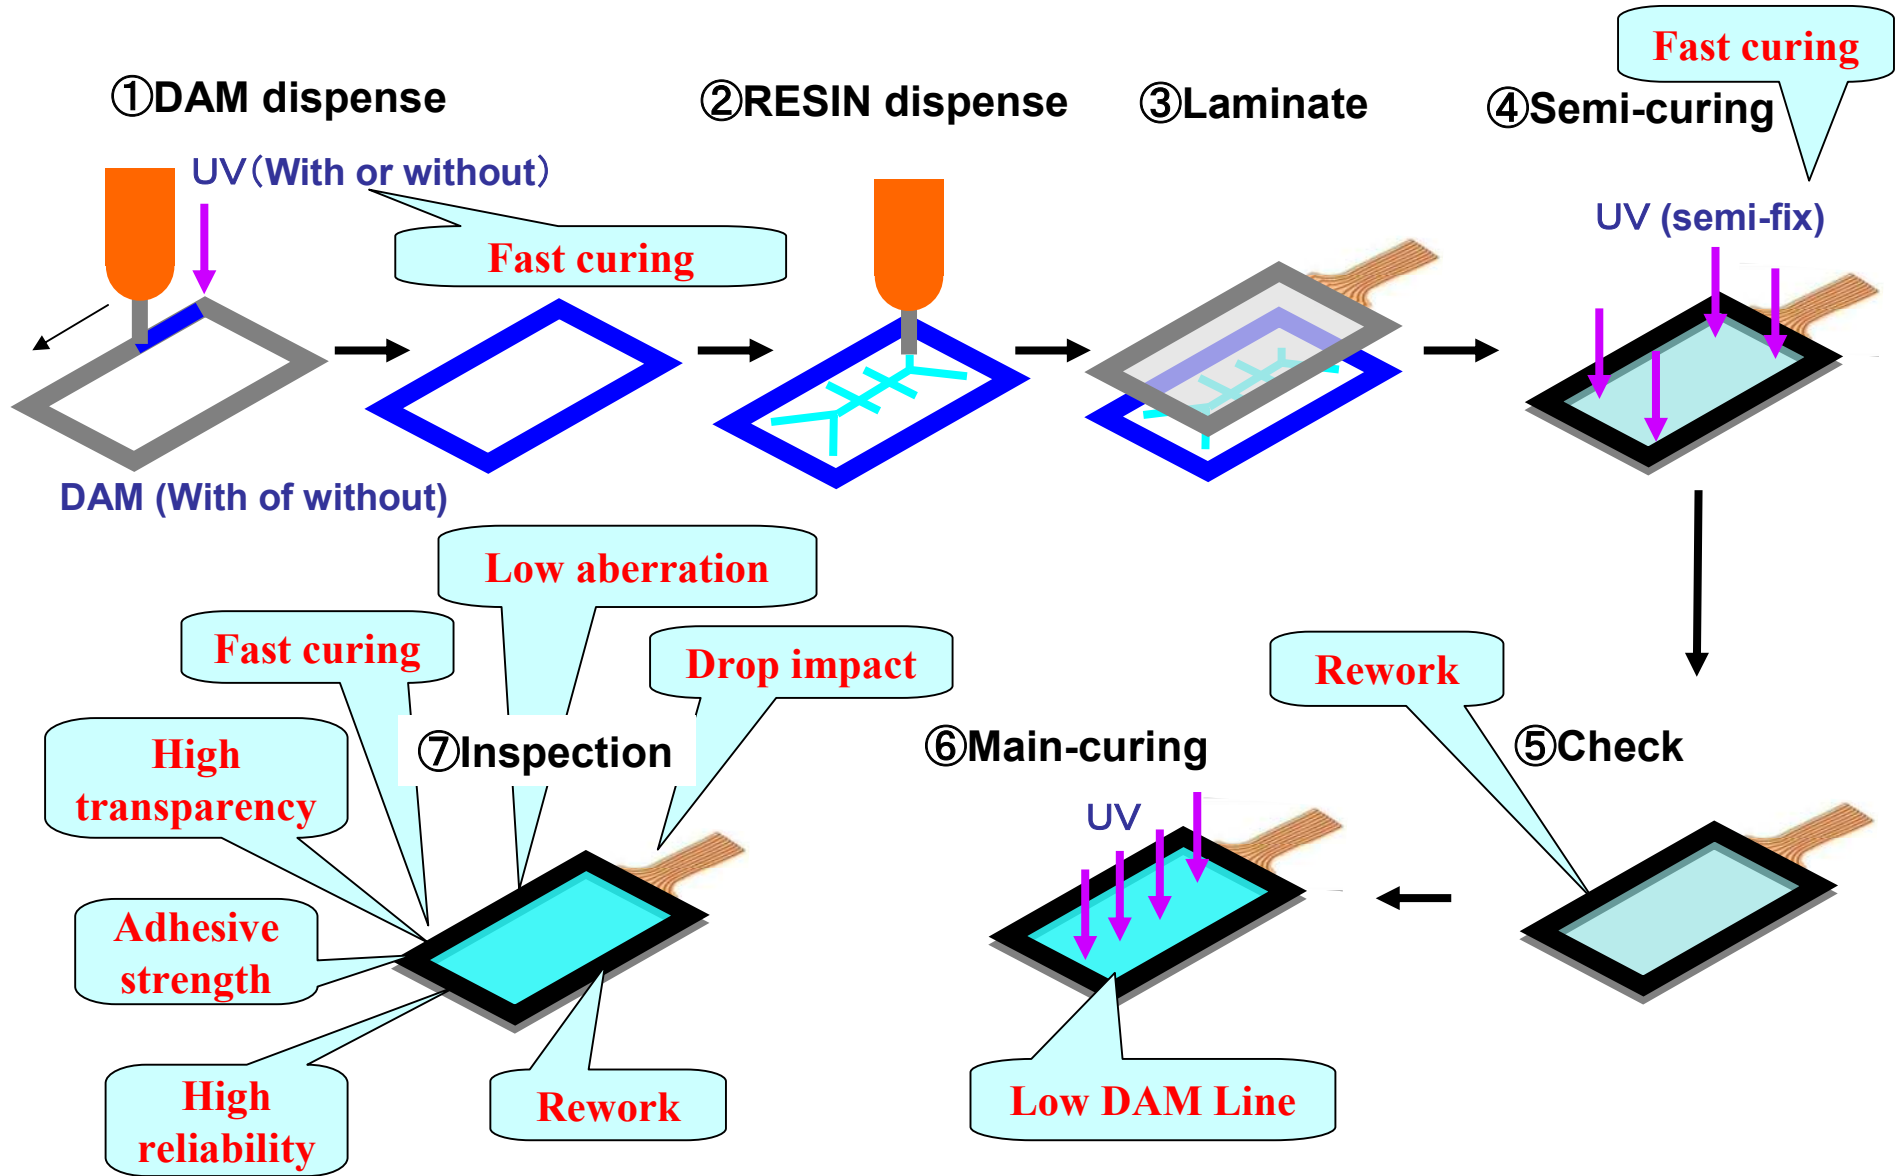 ①DAM dispense
UV(With or without)
Fast curing
DAM (With of without)
②RESIN dispense
③Laminate
④Semi-curing
Fast curing
UV (semi-fix)
⑤Check
Rework
⑥Main-curing
UV
Low DAM Line
⑦Inspection
Low aberration
Fast curing
Drop impact
High
transparency
Adhesive
strength
High
reliability
Rework